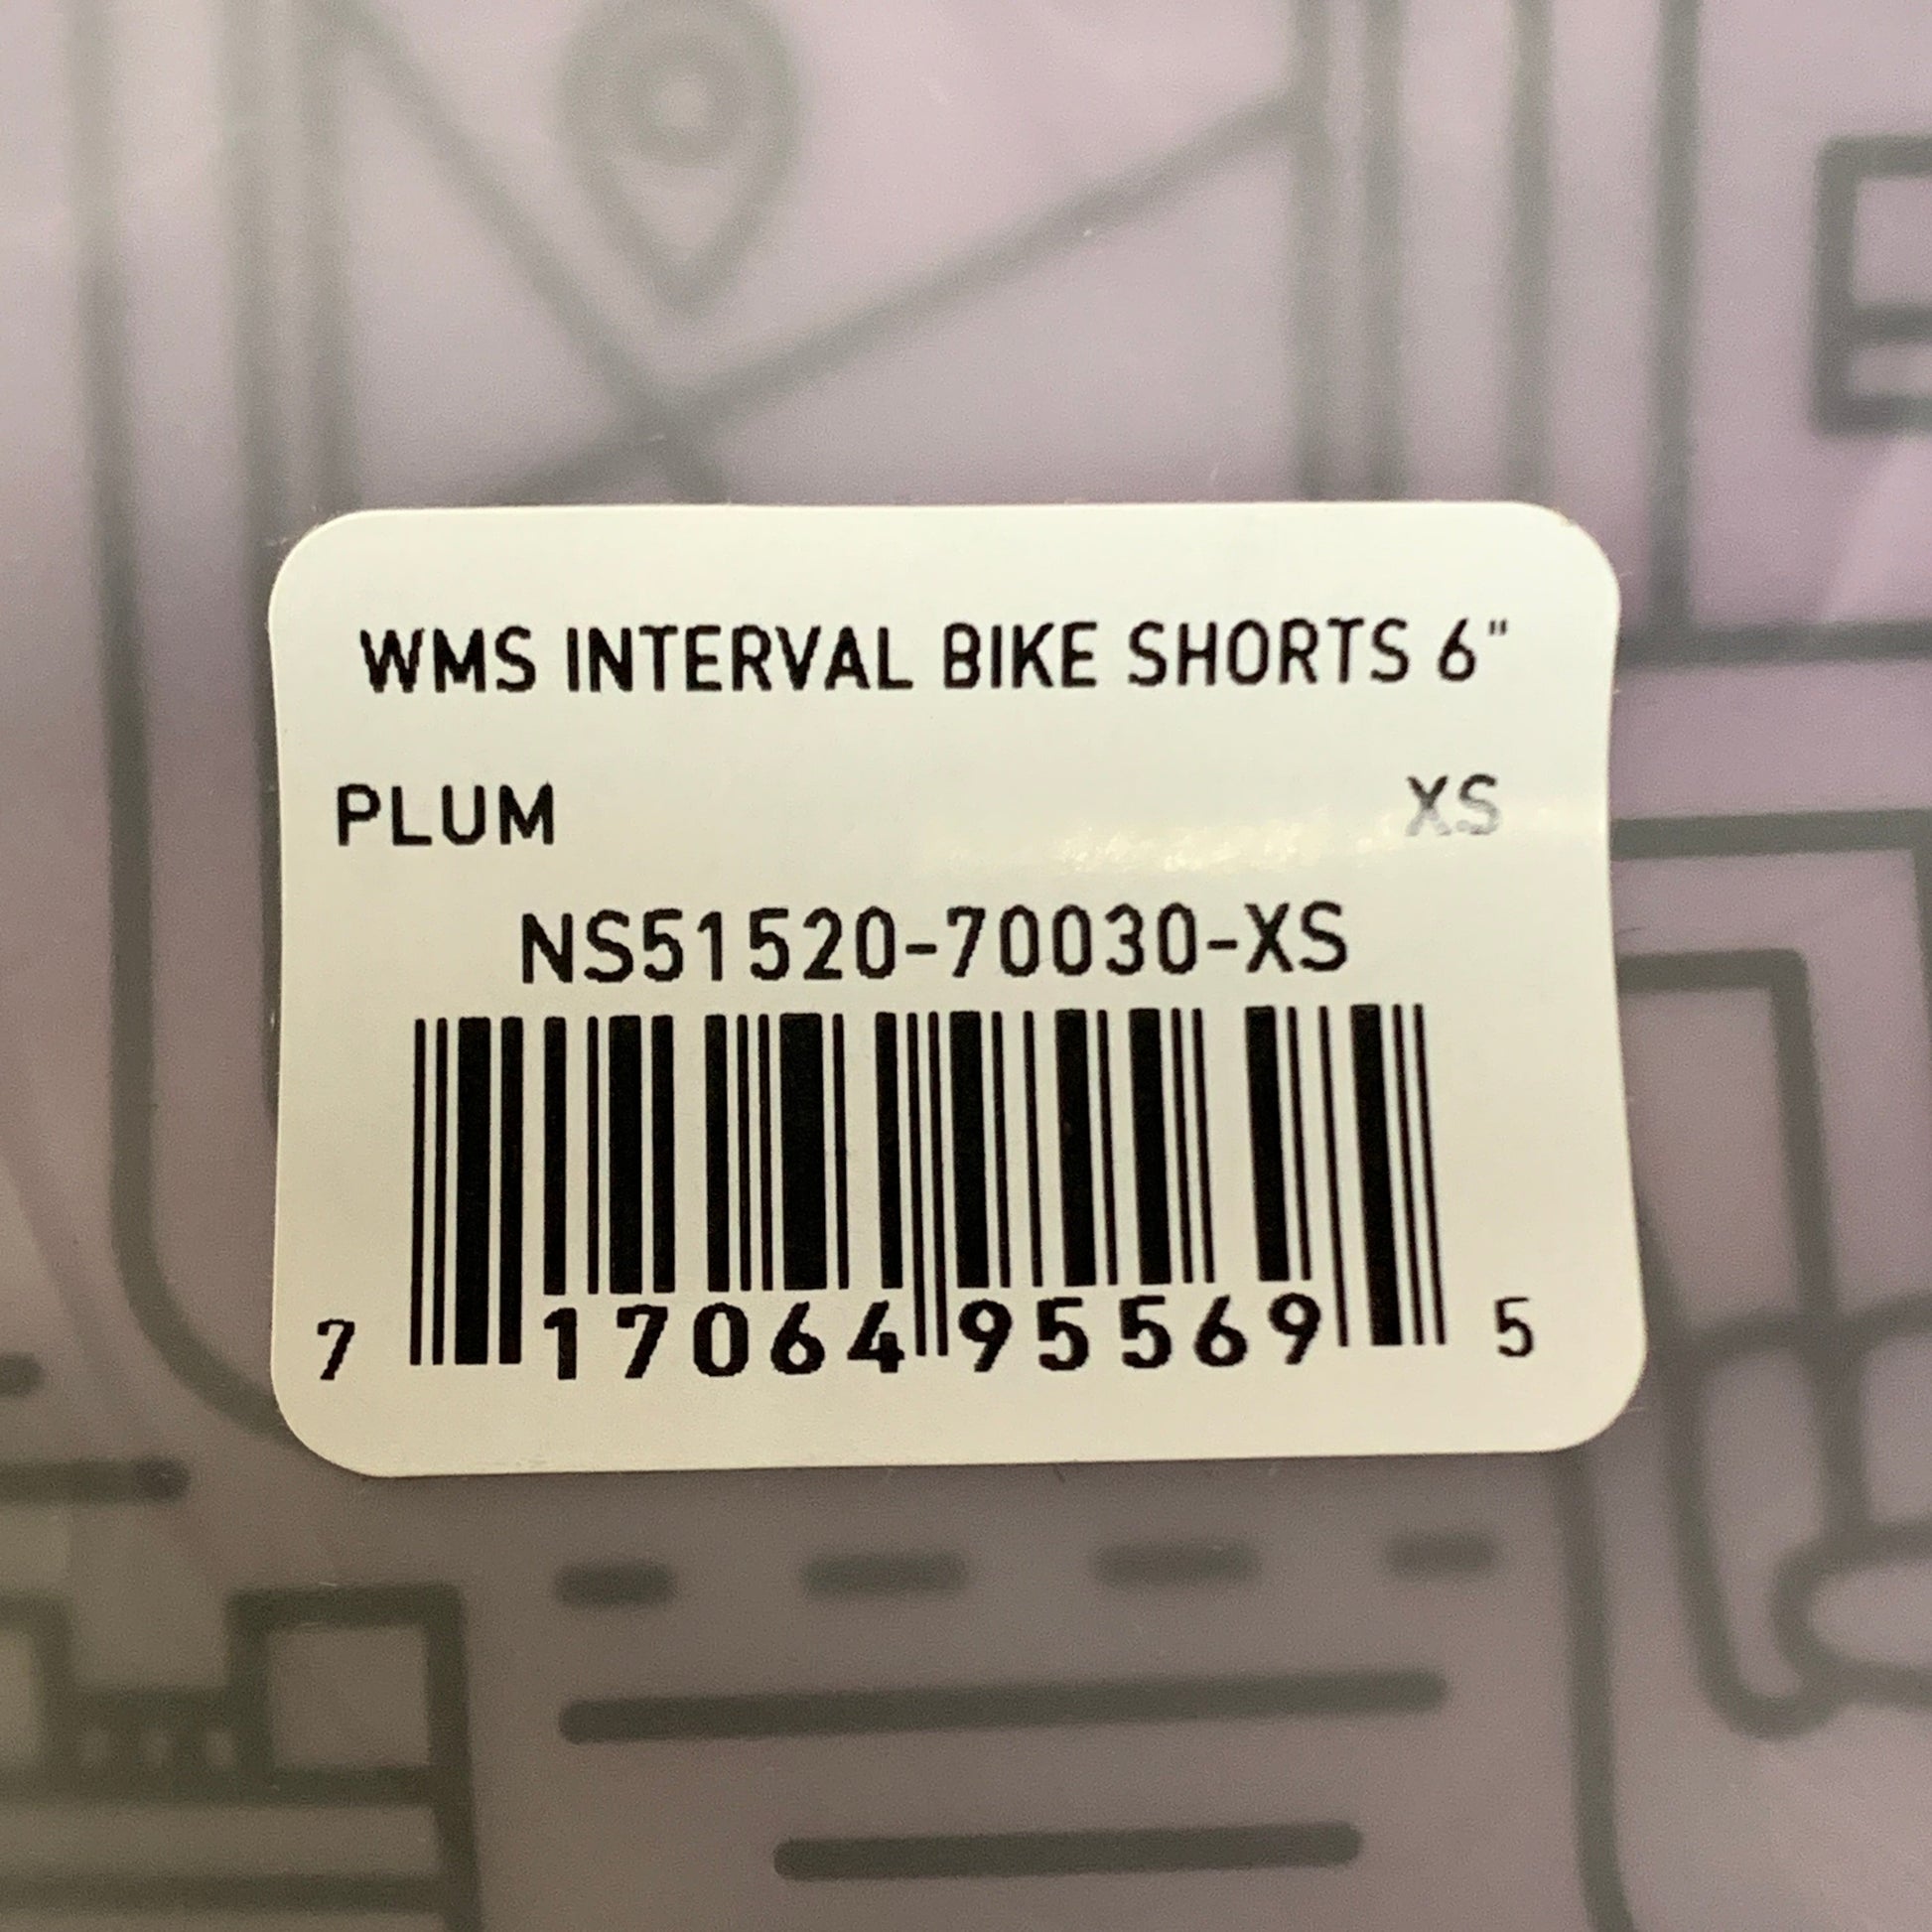 WMS INTERVAL BIKE SHORTS 6"
PLUM XS
NS51520-70030-XS
7 17064 95569 5